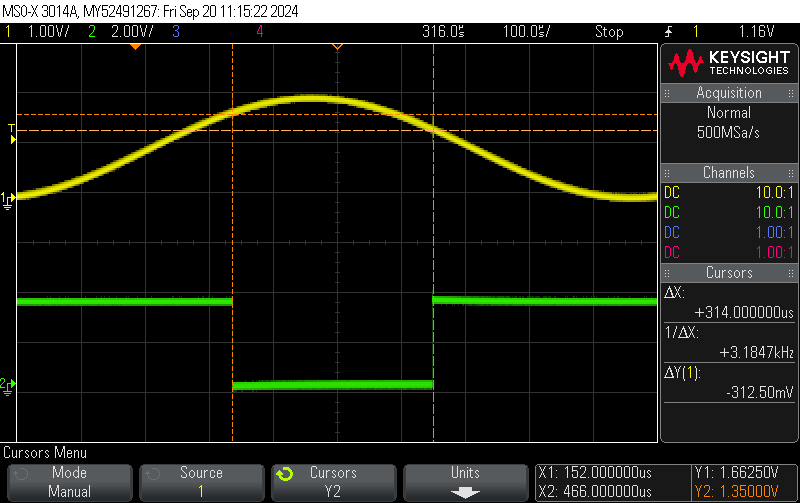 MSO-X 3014A, MY52491267: Fri Sep 20 11:15:22 2024
1 1.00V/ 2 2.00V/ 3 4 316.0s 100.0s/ Stop 1 1.16V
KEYSIGHT
TECHNOLOGIES
Acquisition
Normal
500MSa/s
Channels
DC 10.0:1
DC 10.0:1
DC 1.00:1
DC 1.00:1
Cursors
ΔX:
+314.000000us
1/ΔX:
+3.1847kHz
ΔY(1):
-312.50mV
T
1
2
Cursors Menu
Mode
Manual
Source
1
Cursors
Y2
Units
X1: 152.000000us
X2: 466.000000us
Y1: 1.66250V
Y2: 1.35000V